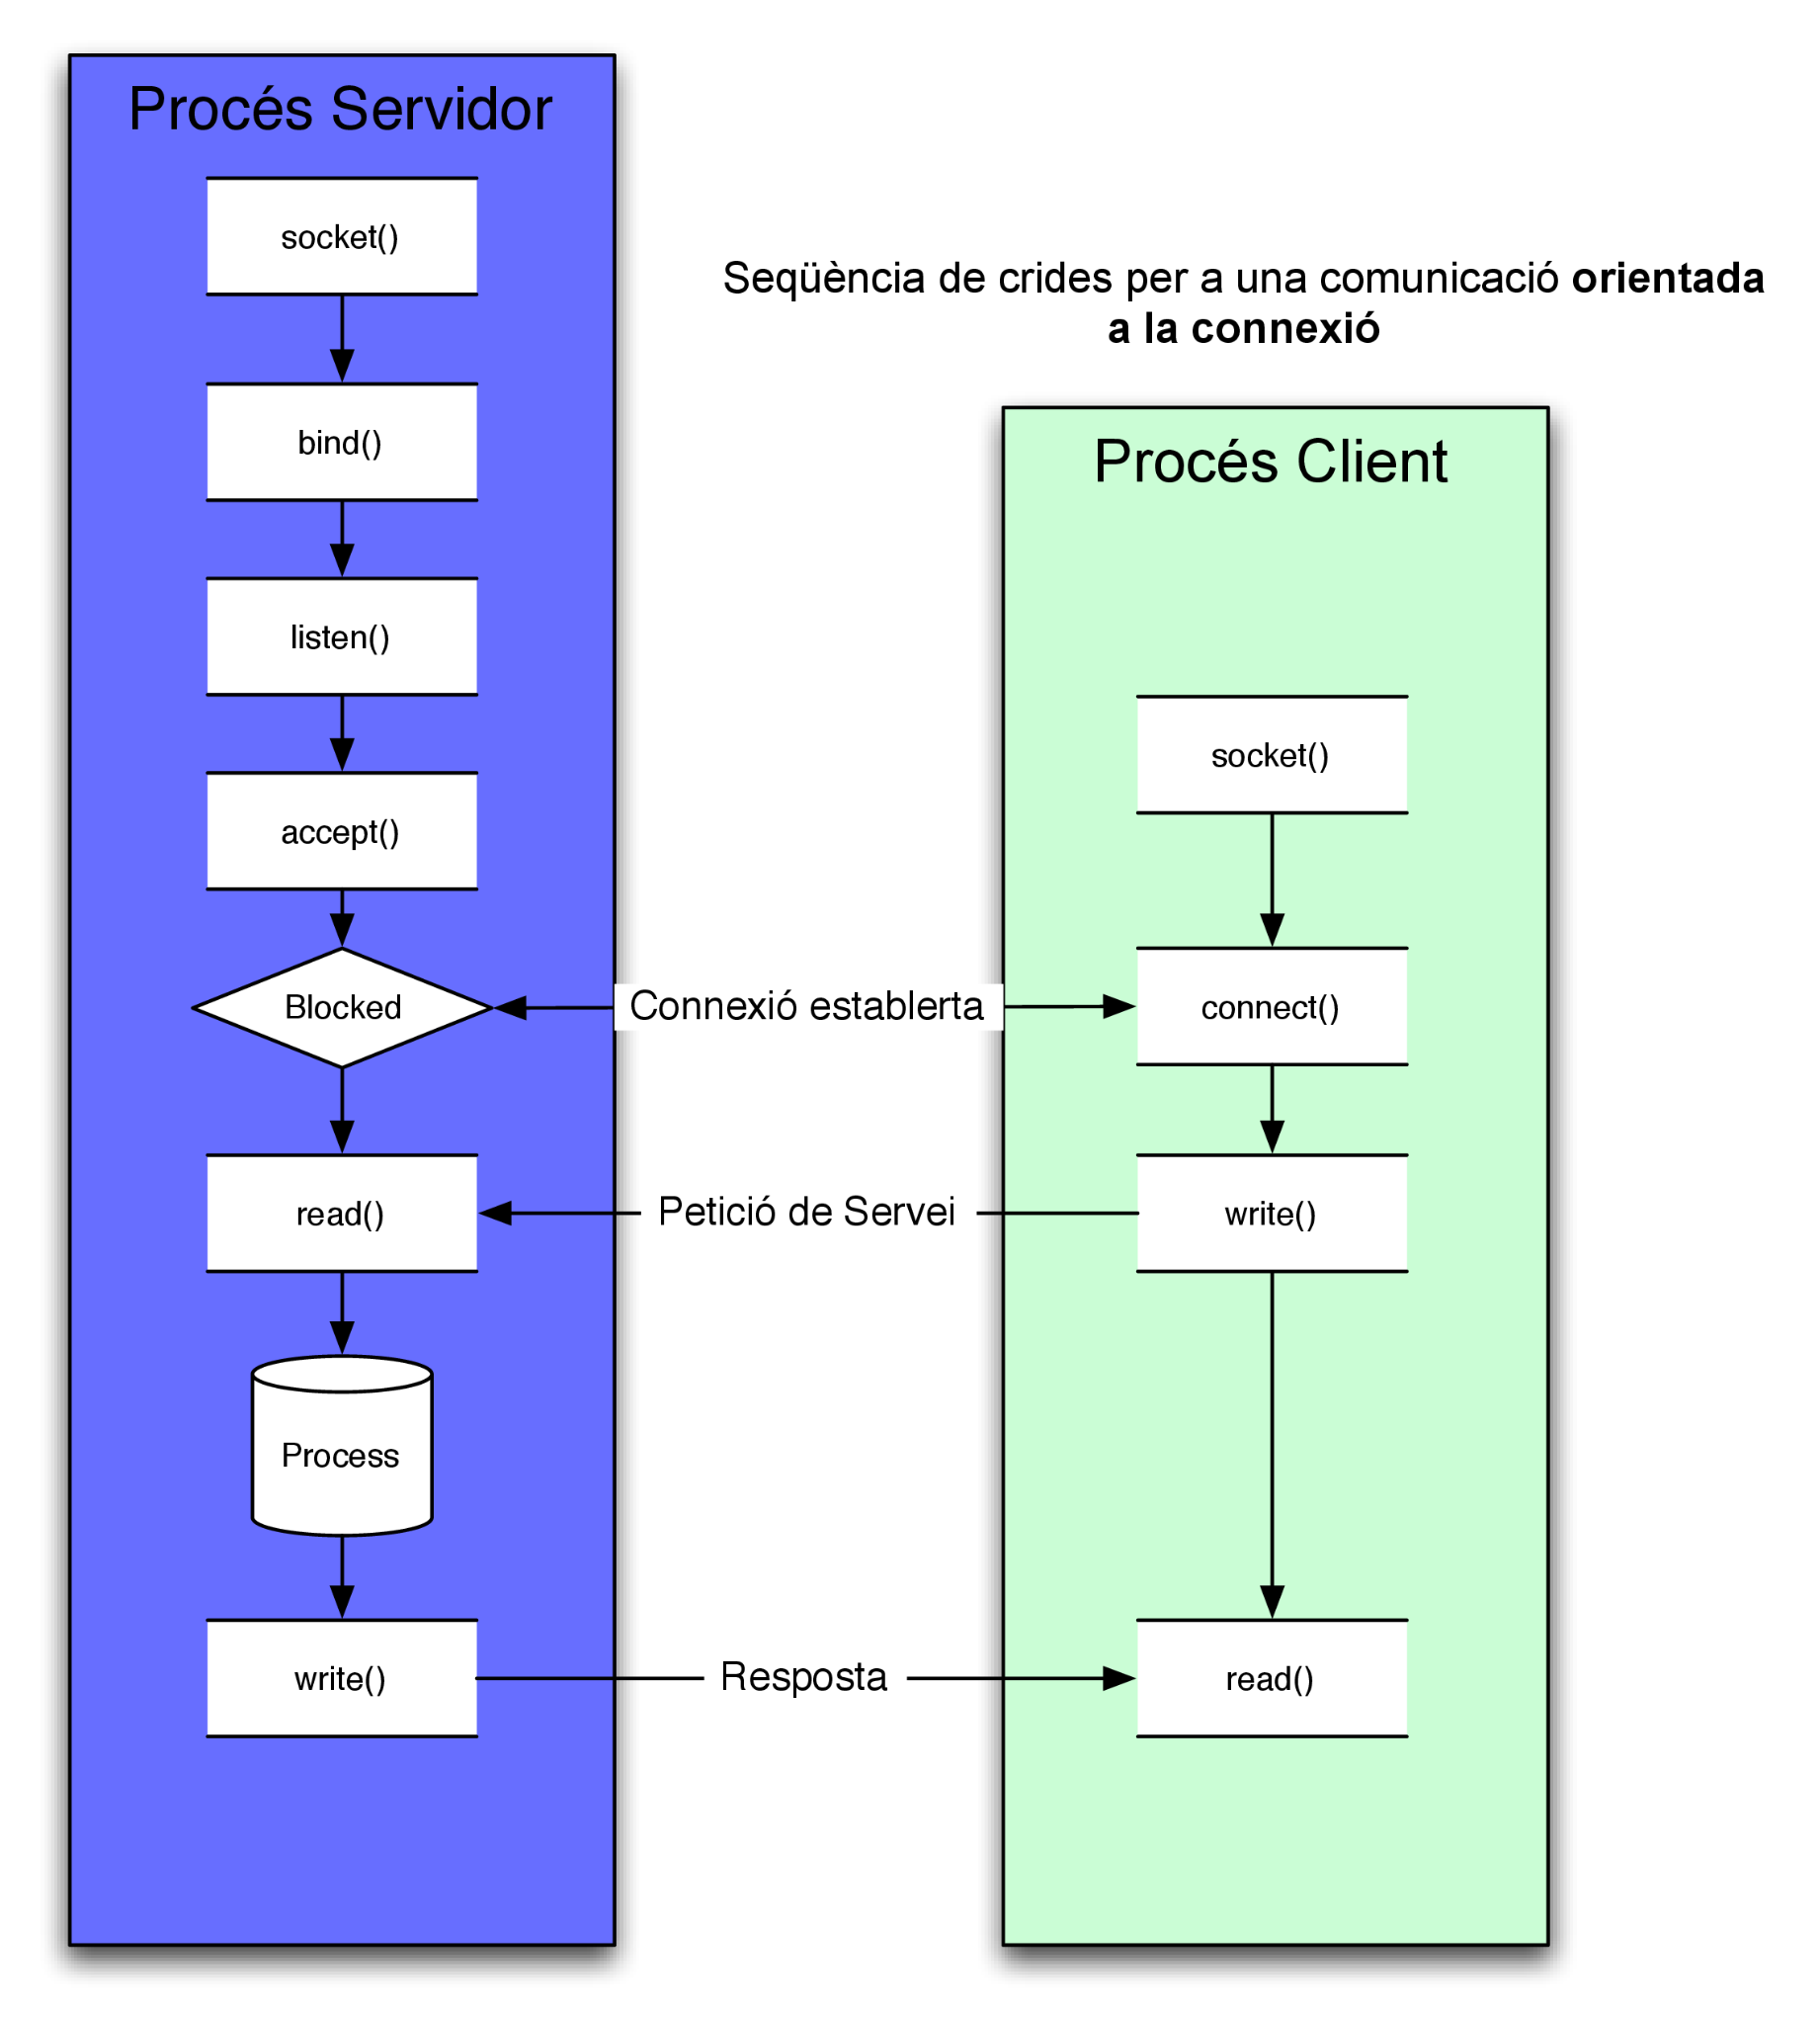 Procés Servidor
socket()
bind()
listen()
accept()
Blocked
read()
Process
write()
Seqüència de crides per a una comunicació orientada
a la connexió
Connexió establerta
Petició de Servei
Resposta
Procés Client
socket()
connect()
write()
read()